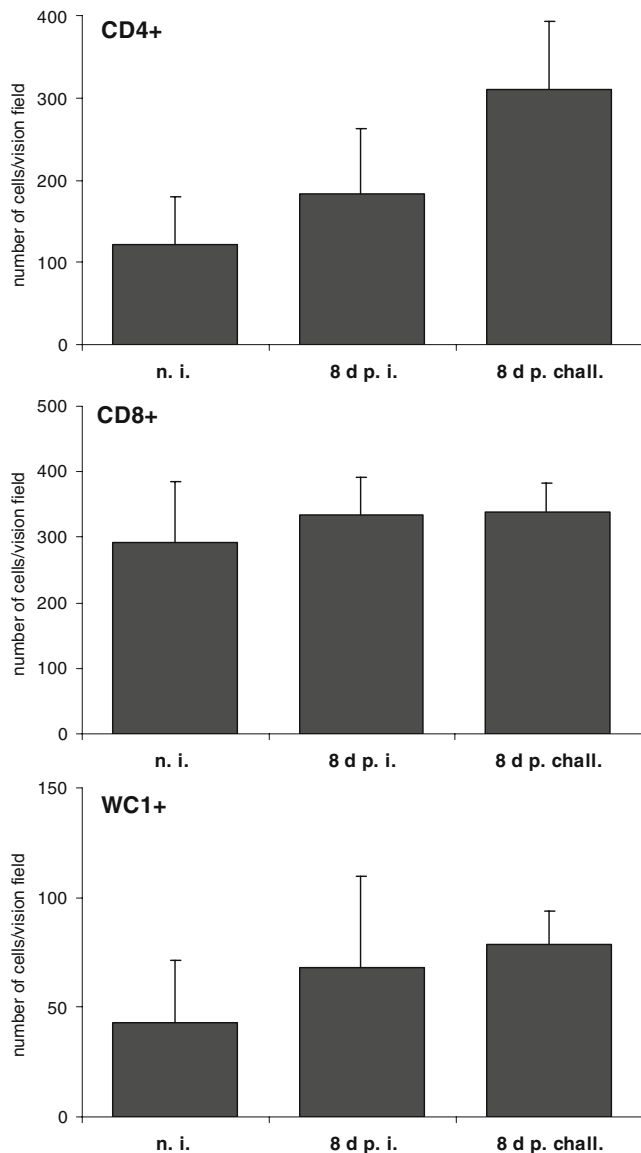 CD4+
number of cells/vision field
400
300
200
100
0
n. i.
8 d p. i.
8 d p. chall.
CD8+
number of cells/vision field
500
400
300
200
100
0
n. i.
8 d p. i.
8 d p. chall.
WC1+
number of cells/vision field
150
100
50
0
n. i.
8 d p. i.
8 d p. chall.